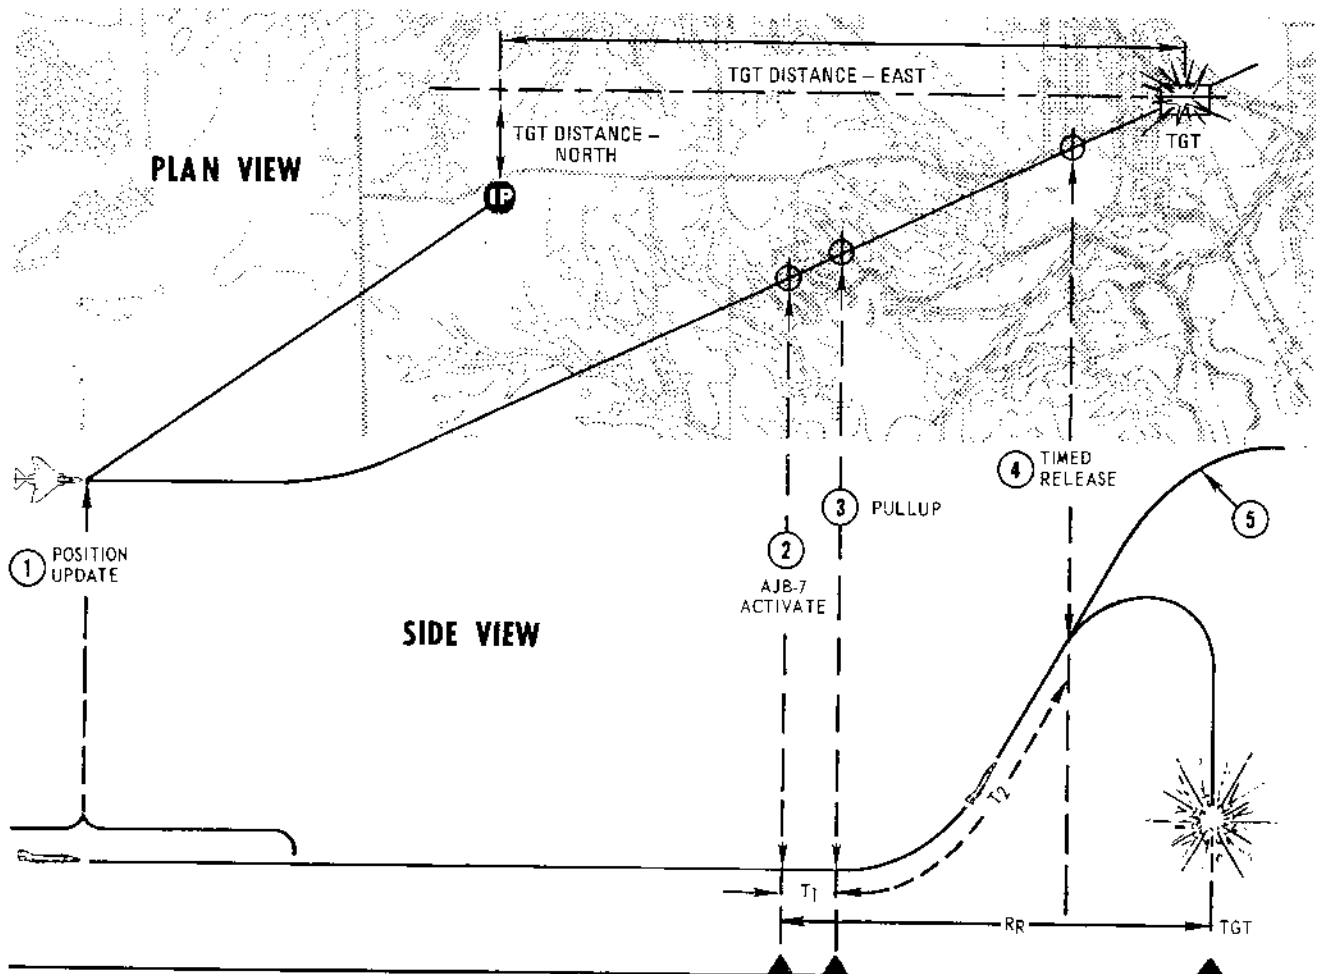 TGT DISTANCE – EAST
TGT DISTANCE –
NORTH
TGT
PLAN VIEW
IP
4 TIMED
RELEASE
5
3 PULLUP
1 POSITION
UPDATE
2
AJB-7
ACTIVATE
SIDE VIEW
T2
T1
RR
TGT